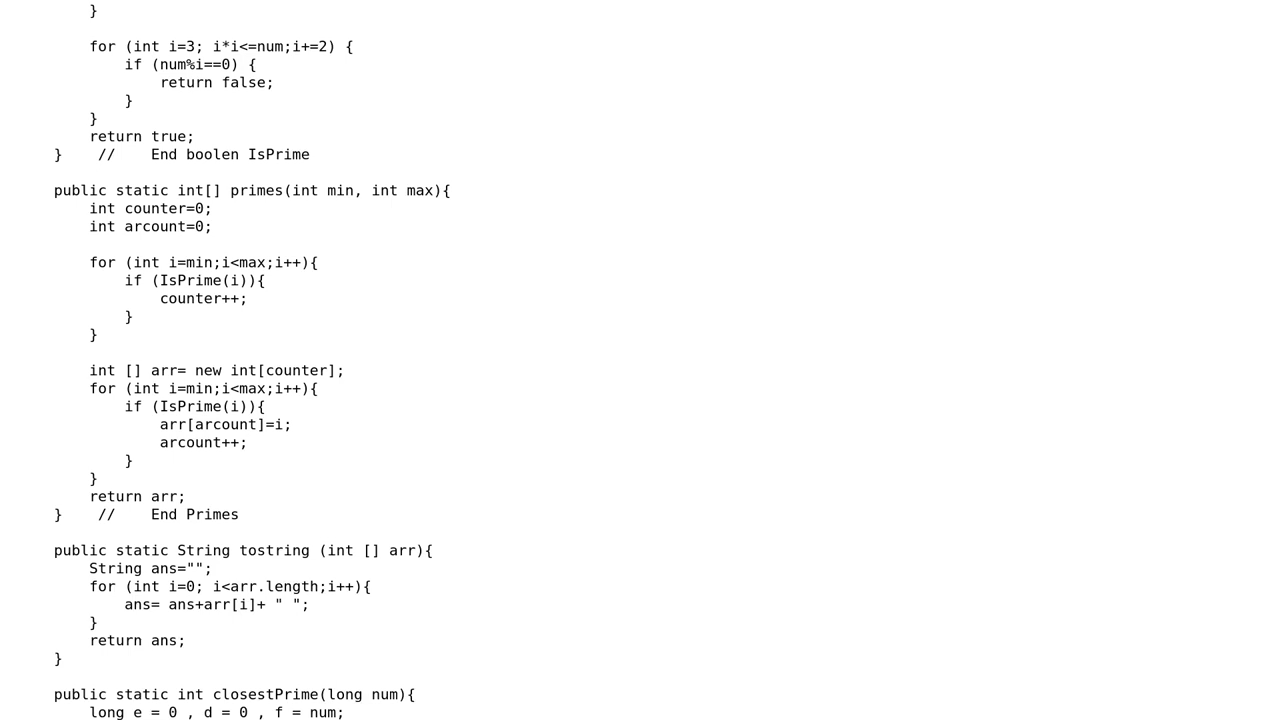 }

        for (int i=3; i*i<=num;i+=2) {
            if (num%i==0) {
                return false;
            }
        }
        return true;
    }    //    End boolen IsPrime

    public static int[] primes(int min, int max){
        int counter=0;
        int arcount=0;

        for (int i=min;i<max;i++){
            if (IsPrime(i)){
                counter++;
            }
        }

        int [] arr= new int[counter];
        for (int i=min;i<max;i++){
            if (IsPrime(i)){
                arr[arcount]=i;
                arcount++;
            }
        }
        return arr;
    }    //    End Primes

    public static String tostring (int [] arr){
        String ans="";
        for (int i=0; i<arr.length;i++){
            ans= ans+arr[i]+ " ";
        }
        return ans;
    }

    public static int closestPrime(long num){
        long e = 0 , d = 0 , f = num;